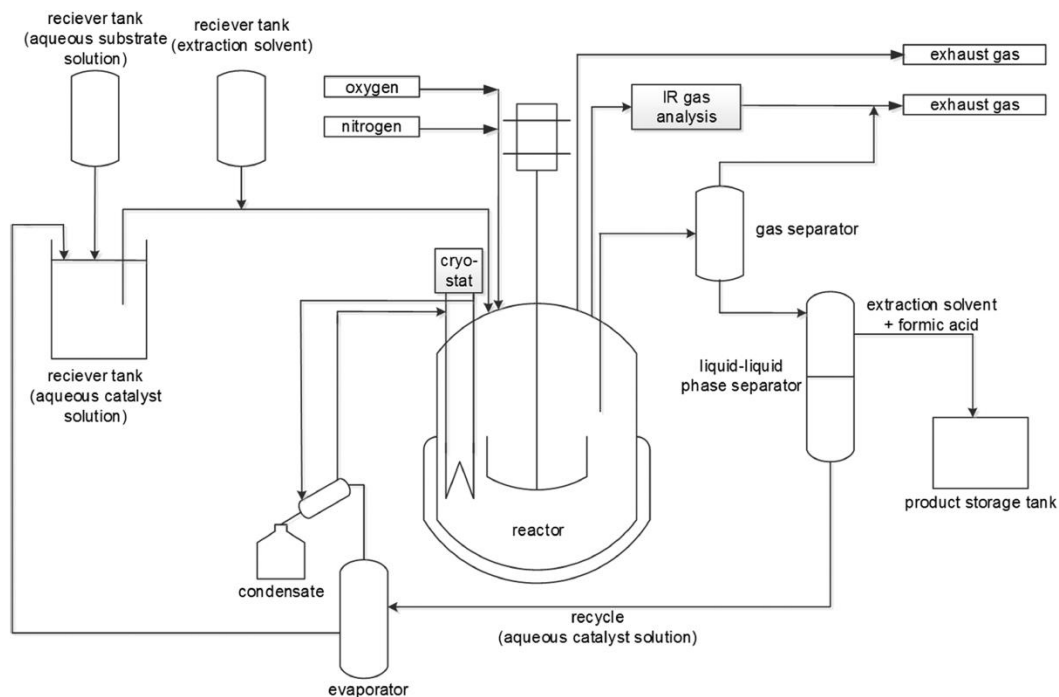 reciever tank
(aqueous substrate
solution)
reciever tank
(extraction solvent)
oxygen
nitrogen
exhaust gas
IR gas
analysis
exhaust gas
gas separator
cryo-
stat
extraction solvent
+ formic acid
liquid-liquid
phase separator
reciever tank
(aqueous catalyst
solution)
product storage tank
reactor
condensate
recycle
(aqueous catalyst solution)
evaporator